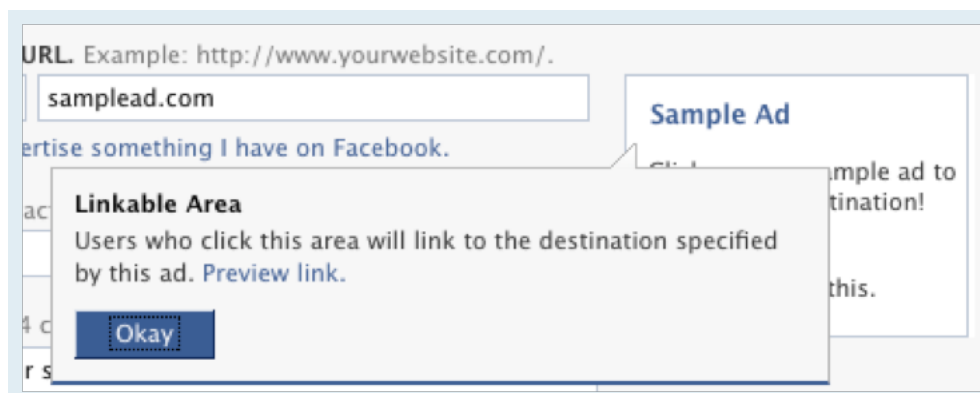 URL. Example: http://www.yourwebsite.com/.
samplead.com
Sample Ad
ertise something I have on Facebook.
mple ad to
tination!
this.
Linkable Area
Users who click this area will link to the destination specified
by this ad. Preview link.
Okay